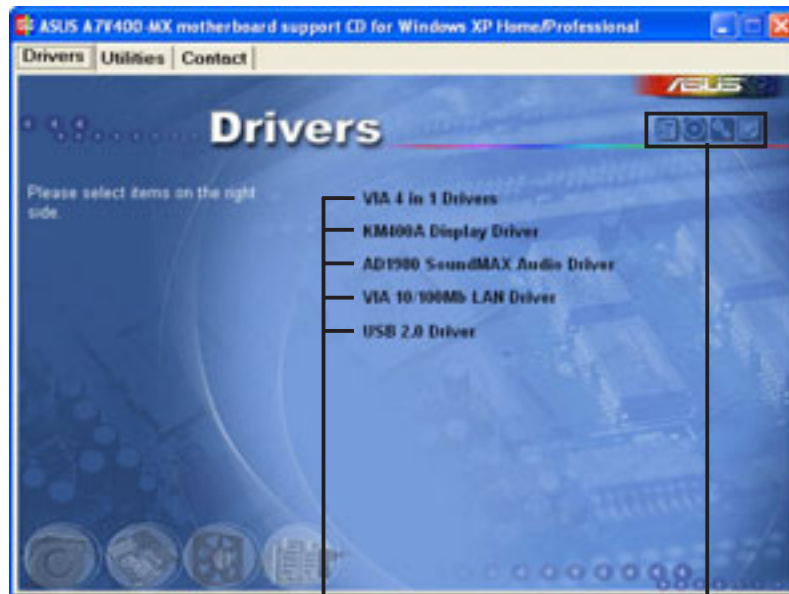 ASUS A7V400-MX motherboard support CD for Windows XP Home/Professional
Drivers Utilities Contact
ASUS
Drivers
Please select items on the right
side.
VIA 4 in 1 Drivers
KM400A Display Driver
AD1980 SoundMAX Audio Driver
VIA 10/100Mb LAN Driver
USB 2.0 Driver